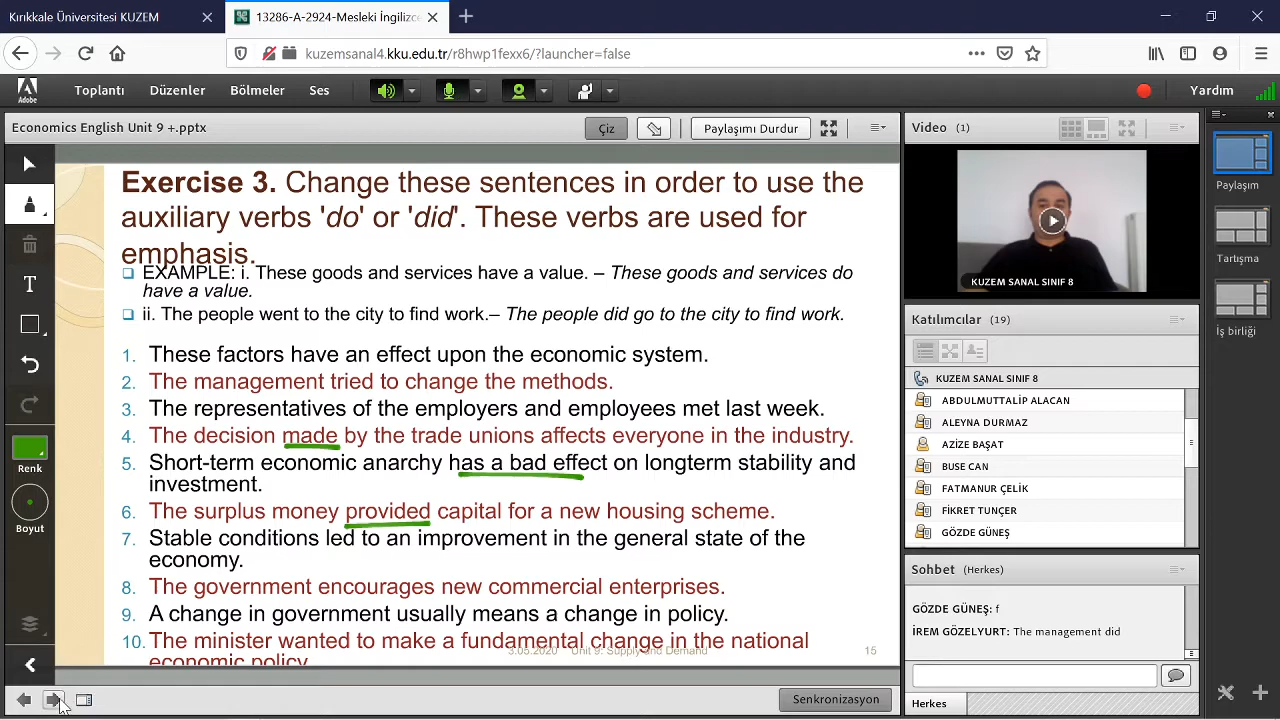 Kırıkkale Üniversitesi KUZEM
13286-A-2924-Mesleki İngilizce
kuzemsanal4.kku.edu.tr/r8hwp1fexx6/?launcher=false
Adobe
Toplantı Düzenler Bölmeler Ses Yardım
Economics English Unit 9 +.pptx
Çiz
Paylaşımı Durdur
Exercise 3. Change these sentences in order to use the
auxiliary verbs 'do' or 'did'. These verbs are used for
emphasis.
EXAMPLE: i. These goods and services have a value. – These goods and services do
have a value.
ii. The people went to the city to find work.– The people did go to the city to find work.
1. These factors have an effect upon the economic system.
2. The management tried to change the methods.
3. The representatives of the employers and employees met last week.
4. The decision made by the trade unions affects everyone in the industry.
5. Short-term economic anarchy has a bad effect on longterm stability and
investment.
6. The surplus money provided capital for a new housing scheme.
7. Stable conditions led to an improvement in the general state of the
economy.
8. The government encourages new commercial enterprises.
9. A change in government usually means a change in policy.
10. The minister wanted to make a fundamental change in the national
economic policy.
3.05.2020 Unit 9: Supply and Demand 15
T
Renk
Boyut
Senkronizasyon
Video (1)
KUZEM SANAL SINIF 8
Katılımcılar (19)
KUZEM SANAL SINIF 8
ABDULMUTTALİP ALACAN
ALEYNA DURMAZ
AZİZE BAŞAT
BUSE CAN
FATMANUR ÇELİK
FİKRET TUNÇER
GÖZDE GÜNEŞ
Sohbet (Herkes)
GÖZDE GÜNEŞ: f
İREM GÖZELYURT: The management did
Herkes
Paylaşım
Tartışma
İş birliği